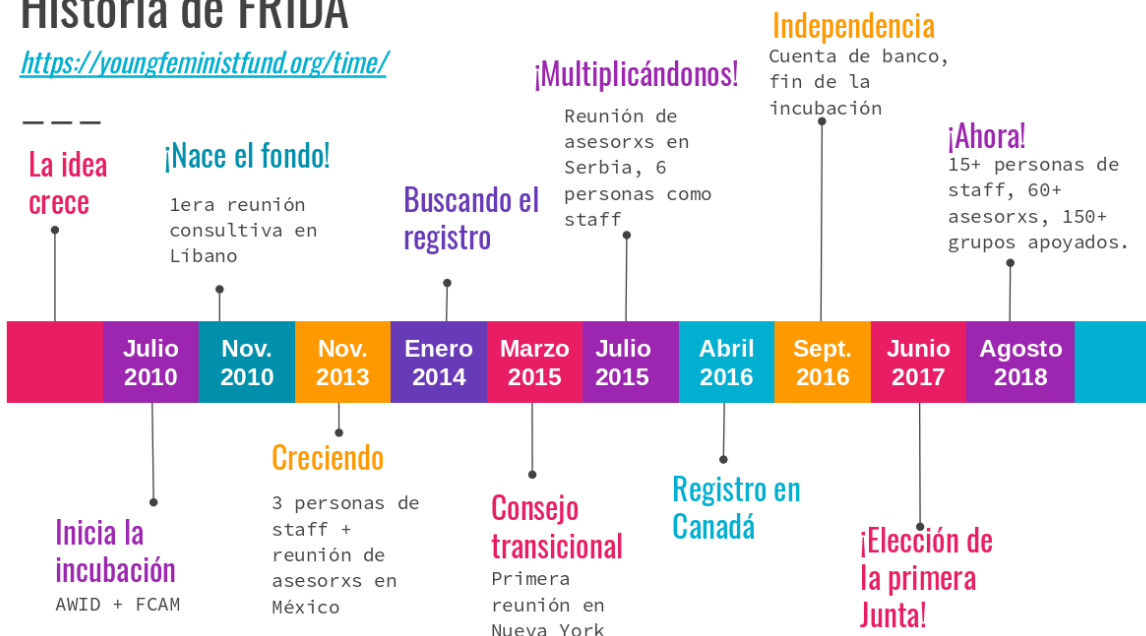 Historia de FRIDA
https://youngfeministfund.org/time/
La idea
crece
¡Nace el fondo!
1era reunión
consultiva en
Líbano
Buscando el
registro
¡Multiplicándonos!
Reunión de
asesorxs en
Serbia, 6
personas como
staff
Independencia
Cuenta de banco,
fin de la
incubación
¡Ahora!
15+ personas de
staff, 60+
asesorxs, 150+
grupos apoyados.
Julio
2010
Nov.
2010
Nov.
2013
Enero
2014
Marzo
2015
Julio
2015
Abril
2016
Sept.
2016
Junio
2017
Agosto
2018
Inicia la
incubación
AWID + FCAM
Creciendo
3 personas de
staff +
reunión de
asesorxs en
México
Consejo
transicional
Primera
reunión en
Nueva York
Registro en
Canadá
¡Elección de
la primera
Junta!